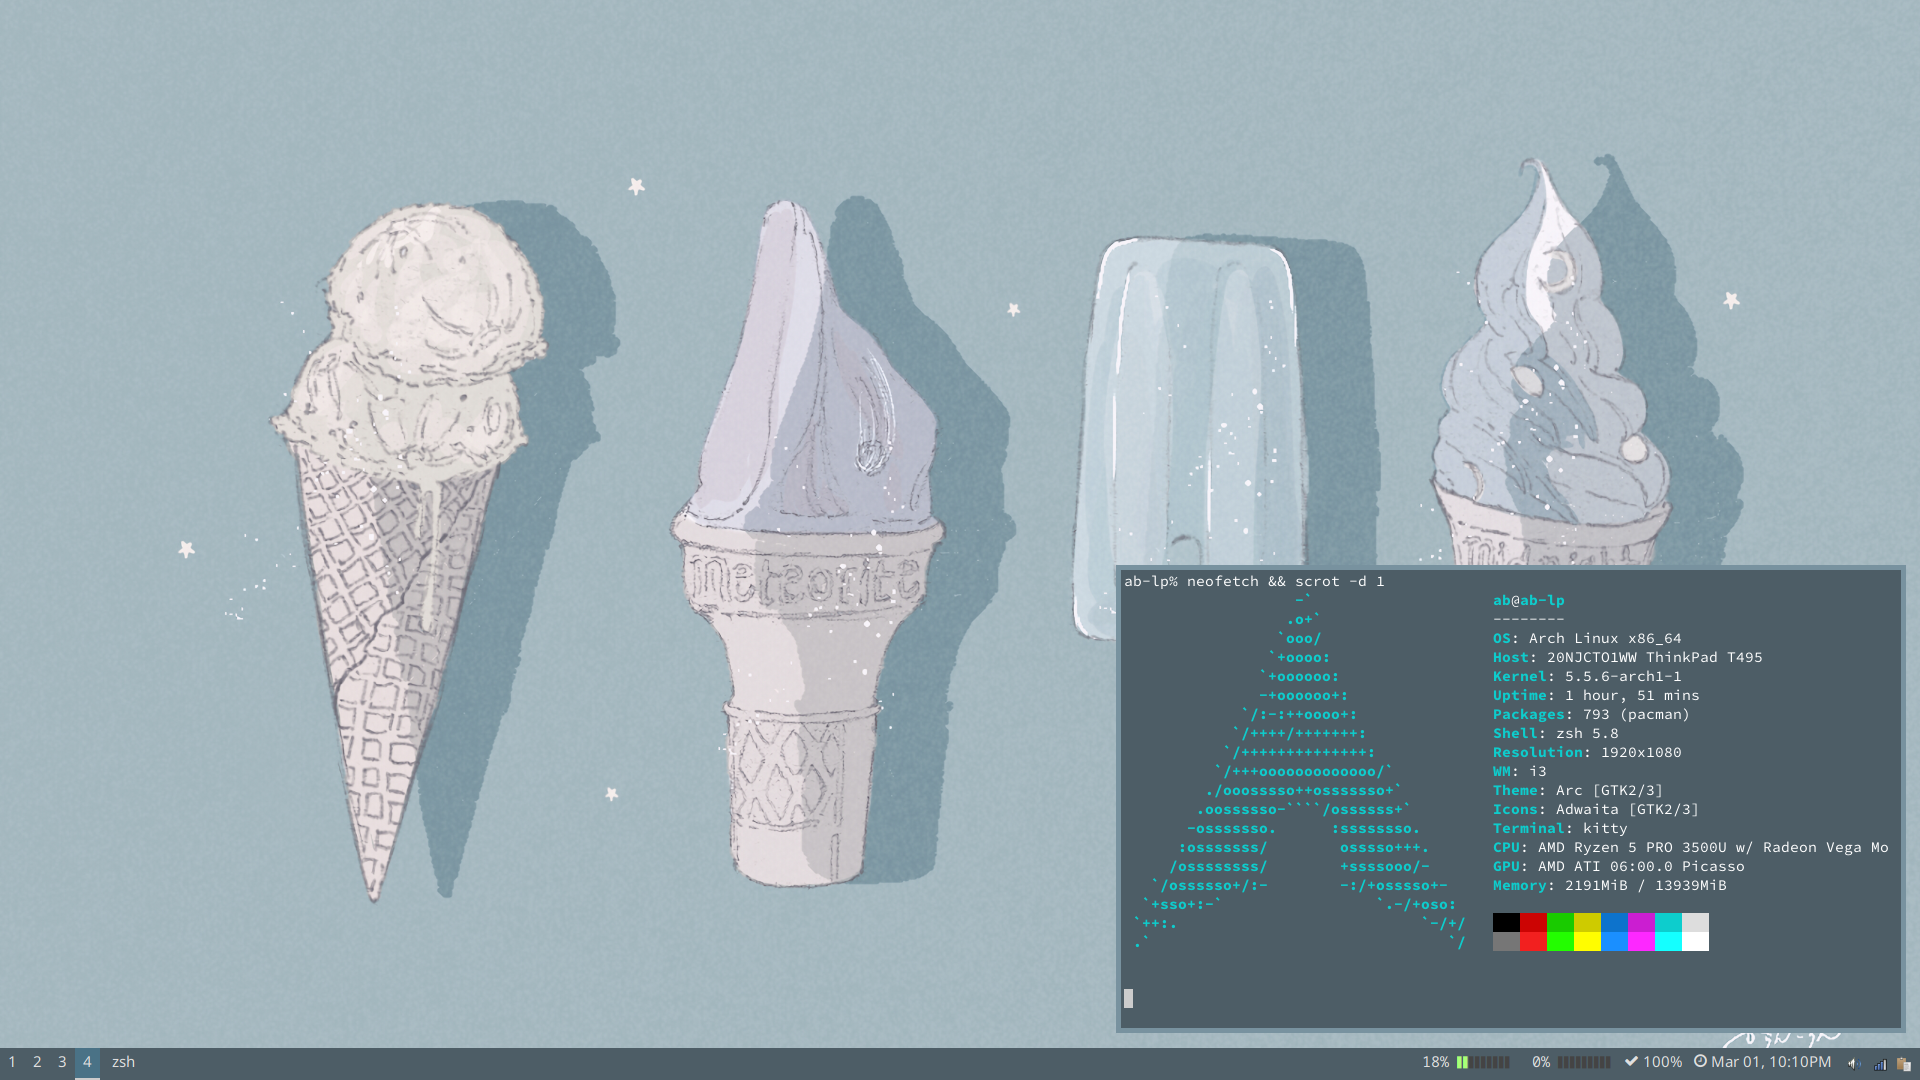 meteorite
ab-lp% neofetch && scrot -d 1
                   -`
                  .o+`
                 `ooo/
                `+oooo:
               `+oooooo:
               -+oooooo+:
             `/:-:++oooo+:
            `/++++/+++++++:
           `/++++++++++++++:
          `/+++ooooooooooooo/`
         ./ooosssso++osssssso+`
        .oossssso-````/ossssss+`
       -osssssso.      :ssssssso.
      :osssssss/        osssso+++.
     /ossssssss/        +ssssooo/-
   `/ossssso+/:-        -:/+osssso+-
  `+sso+:-`                 `.-/+oso:
 `++:.                           `-/+/
 .`                                 `/
ab@ab-lp
--------
OS: Arch Linux x86_64
Host: 20NJCTO1WW ThinkPad T495
Kernel: 5.5.6-arch1-1
Uptime: 1 hour, 51 mins
Packages: 793 (pacman)
Shell: zsh 5.8
Resolution: 1920x1080
WM: i3
Theme: Arc [GTK2/3]
Icons: Adwaita [GTK2/3]
Terminal: kitty
CPU: AMD Ryzen 5 PRO 3500U w/ Radeon Vega Mo
GPU: AMD ATI 06:00.0 Picasso
Memory: 2191MiB / 13939MiB
1 2 3 4 zsh 18% 0% 100% Mar 01, 10:10PM